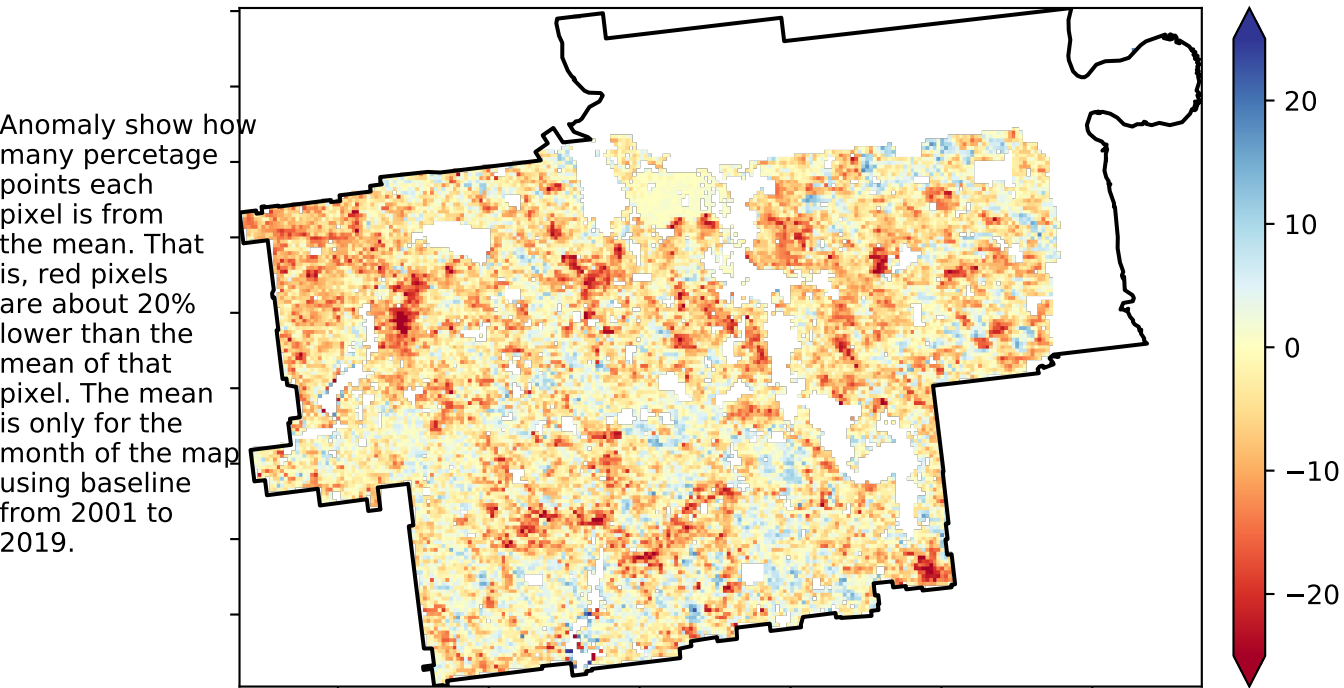 Anomaly show how
many percetage
points each
pixel is from
the mean. That
is, red pixels
are about 20%
lower than the
mean of that
pixel. The mean
is only for the
month of the map
using baseline
from 2001 to
2019.
20
10
0
−10
−20